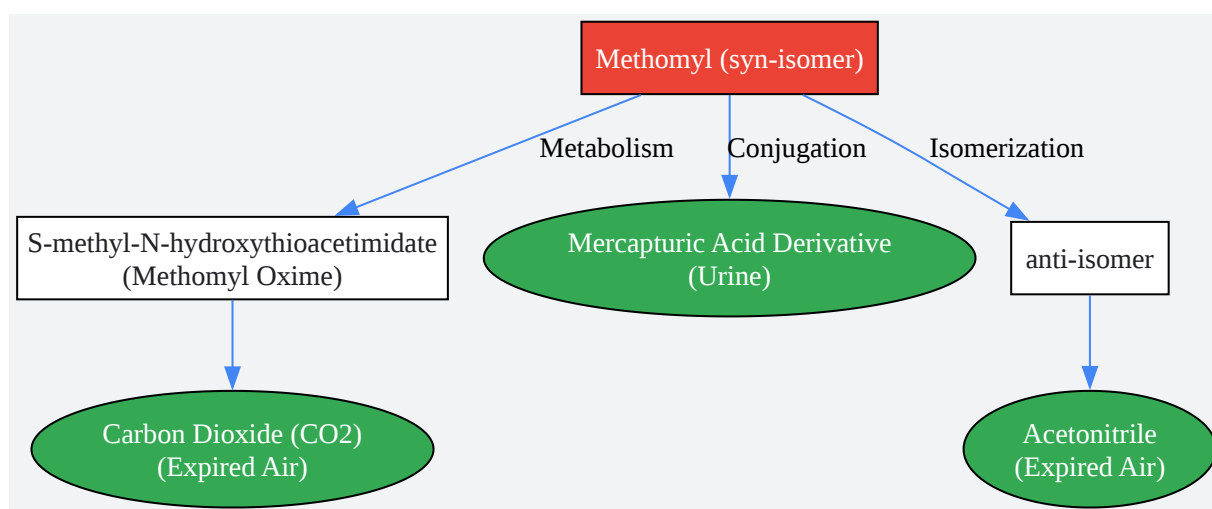 Methomyl (syn-isomer)
Metabolism
Conjugation
Isomerization
S-methyl-N-hydroxythioacetimidate
(Methomyl Oxime)
Mercapturic Acid Derivative
(Urine)
anti-isomer
Carbon Dioxide (CO2)
(Expired Air)
Acetonitrile
(Expired Air)